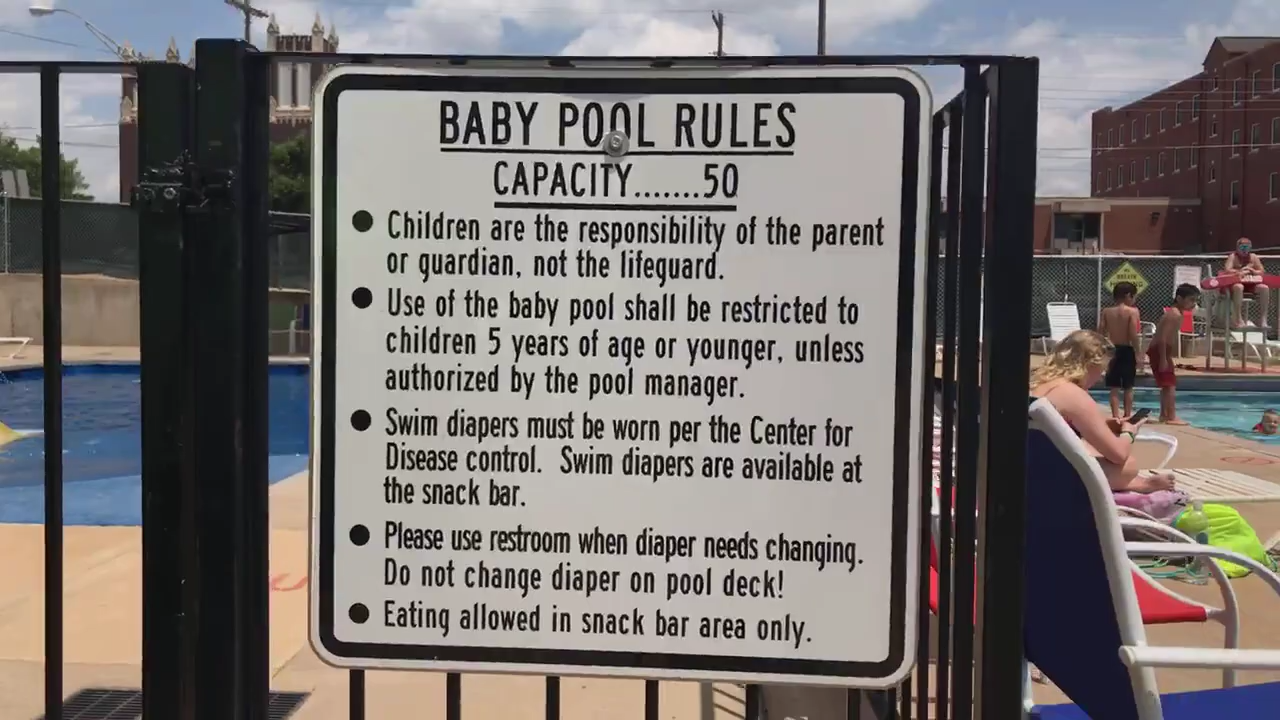 BABY POOL RULES
CAPACITY.......50
● Children are the responsibility of the parent
or guardian, not the lifeguard.
● Use of the baby pool shall be restricted to
children 5 years of age or younger, unless
authorized by the pool manager.
● Swim diapers must be worn per the Center for
Disease control. Swim diapers are available at
the snack bar.
● Please use restroom when diaper needs changing.
Do not change diaper on pool deck!
● Eating allowed in snack bar area only.